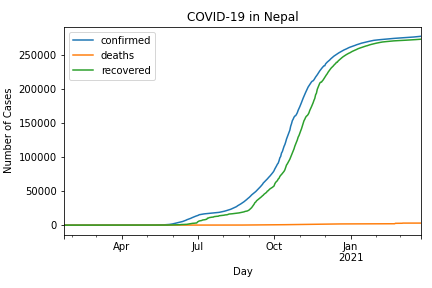 COVID-19 in Nepal
confirmed
deaths
recovered
Number of Cases
250000
200000
150000
100000
50000
0
Apr
Jul
Oct
Jan
2021
Day